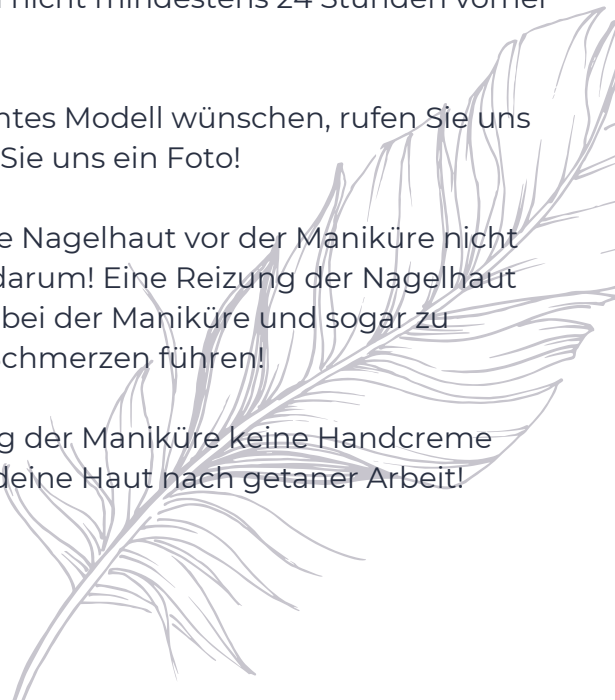 nicht mindestens 24 Stunden vorher
ntes Modell wünschen, rufen Sie uns
Sie uns ein Foto!
e Nagelhaut vor der Maniküre nicht
darum! Eine Reizung der Nagelhaut
bei der Maniküre und sogar zu
Schmerzen führen!
g der Maniküre keine Handcreme
deine Haut nach getaner Arbeit!